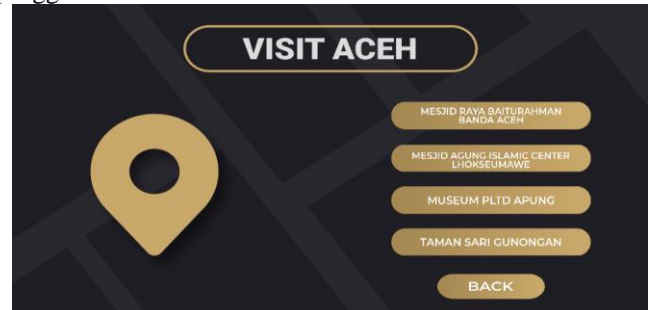 VISIT ACEH
MESJID RAYA BAITURAHMAN
BANDA ACEH
MESJID AGUNG ISLAMIC CENTER
LHOKSEUMAWE
MUSEUM PLTD APUNG
TAMAN SARI GUNONGAN
BACK